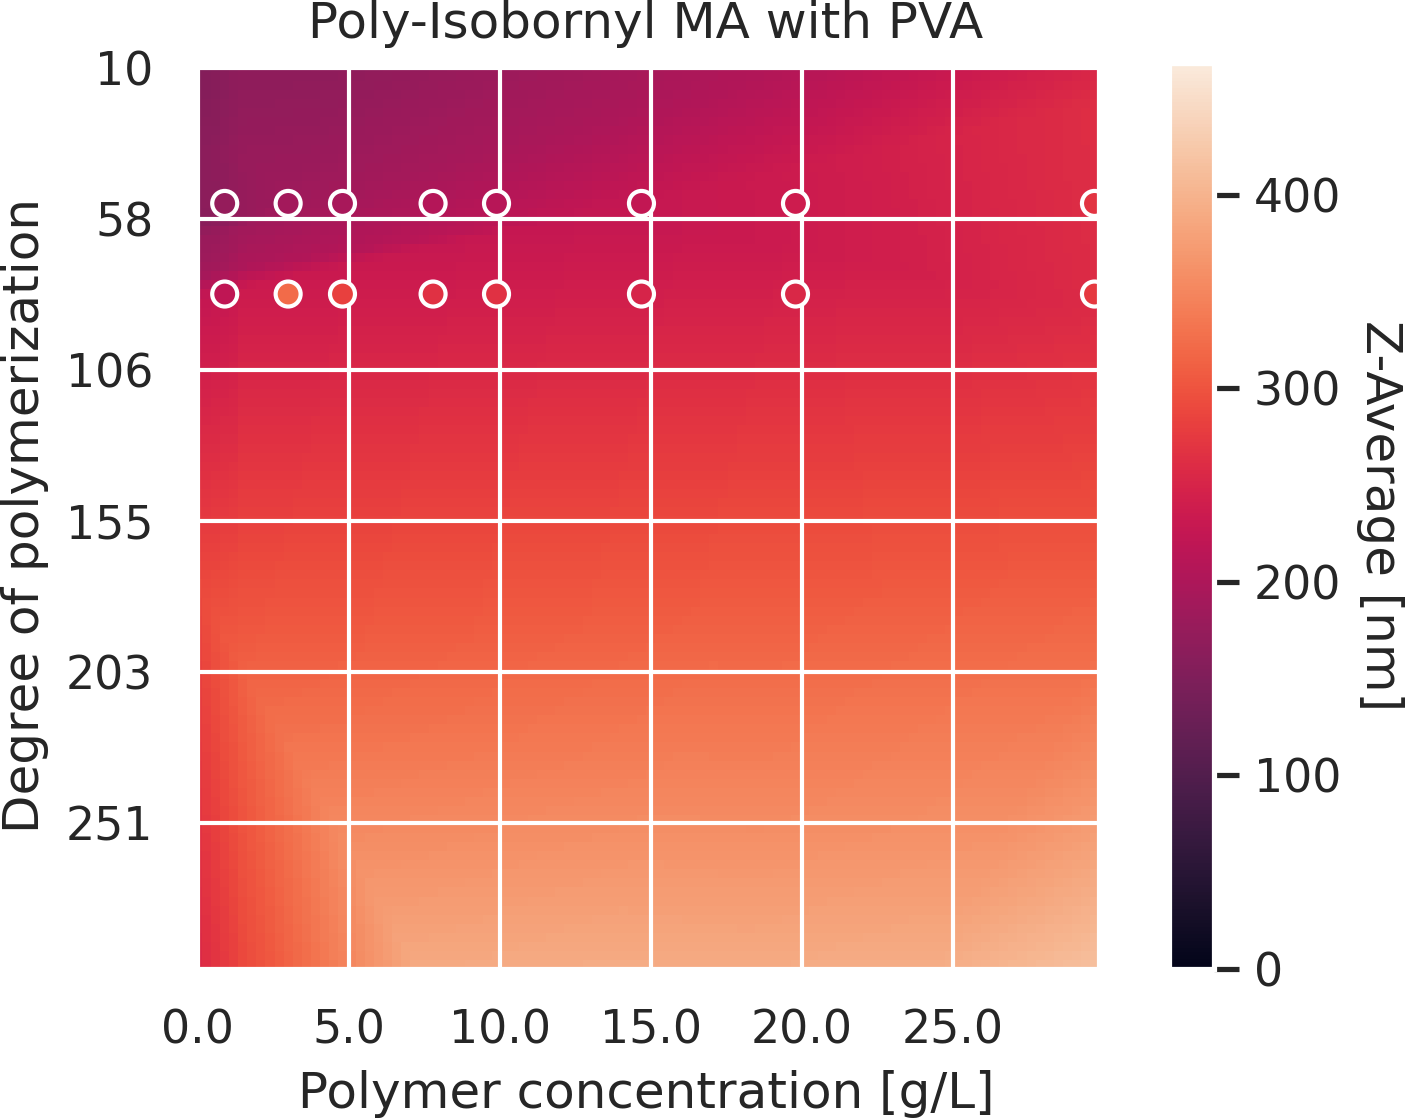 Poly-Isobornyl MA with PVA
10
58
106
155
203
251
Degree of polymerization
0.0 5.0 10.0 15.0 20.0 25.0
Polymer concentration [g/L]
400
300
200
100
0
Z-Average [nm]